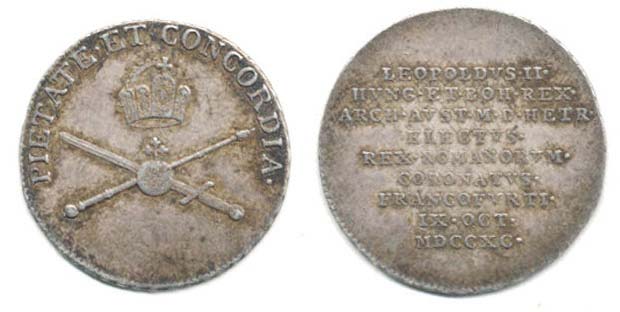 PIETATE·ET·CONCORDIA·
LEOPOLDVS·II·
HVNG·ET·BOH·REX·
ARCH·AVST·M·D·HETR·
ELECTVS·
REX·ROMANORVM·
CORONATVS·
FRANCOFVRTI·
IX·OCT·
MDCCXC·